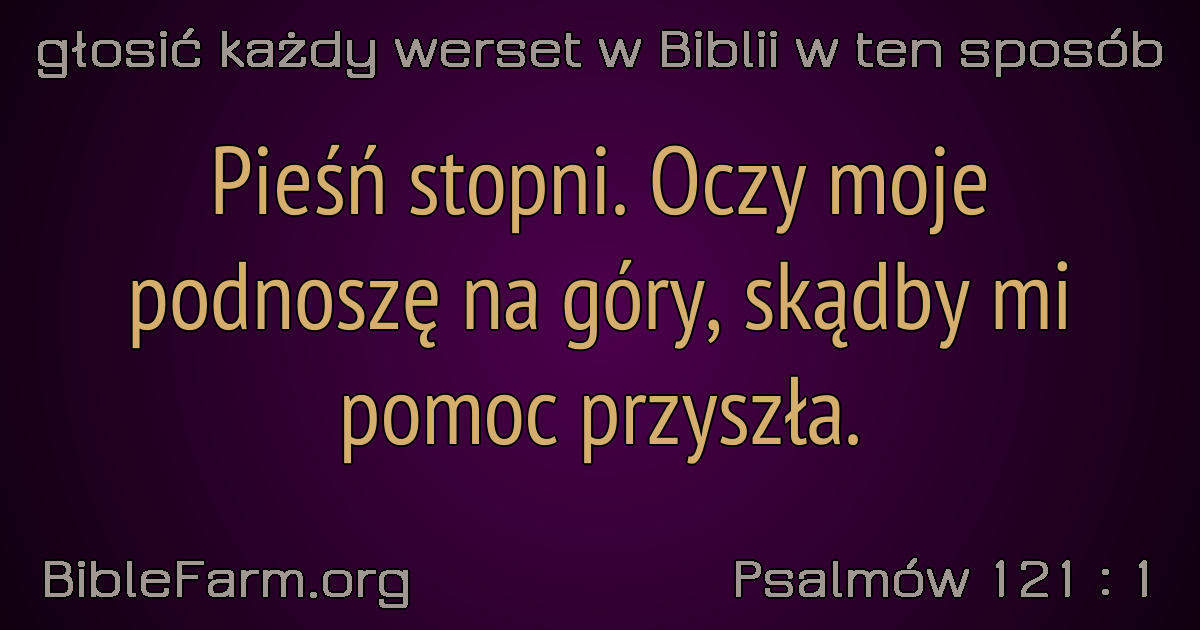 głosić każdy werset w Biblii w ten sposób
Pieśń stopni. Oczy moje
podnoszę na góry, skądby mi
pomoc przyszła.
BibleFarm.org
Psalmów 121 : 1